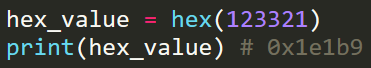 hex_value = hex(123321)
print(hex_value) # 0x1e1b9